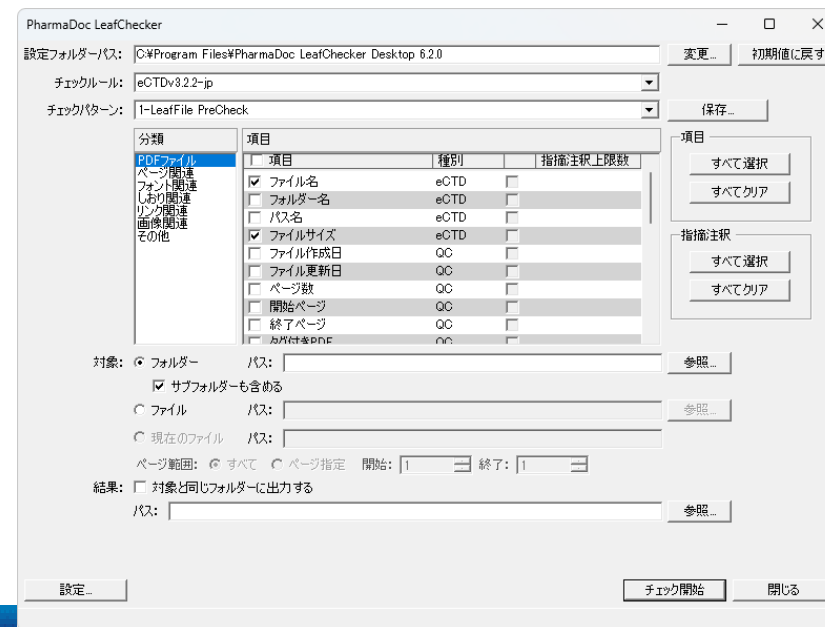 PharmaDoc LeafChecker
設定フォルダーパス: C:¥Program Files¥PharmaDoc LeafChecker Desktop 6.2.0 変更... 初期値に戻す
チェックルール: eCTDv3.2.2-jp
チェックパターン: 1-LeafFile PreCheck 保存...
分類 項目 項目
PDFファイル 項目 種別 指摘注釈上限数 すべて選択
ページ関連 ファイル名 eCTD
フォント関連 フォルダー名 eCTD すべてクリア
しおり関連 パス名 eCTD
リンク関連 ファイルサイズ eCTD 指摘注釈
画像関連 ファイル作成日 QC すべて選択
その他 ファイル更新日 QC
ページ数 QC すべてクリア
開始ページ QC
終了ページ QC
タグ付きPDF QC
対象: フォルダー パス: 参照...
サブフォルダーも含める
ファイル パス: 参照...
現在のファイル パス:
ページ範囲: すべて ページ指定 開始: 1 終了: 1
結果: 対象と同じフォルダーに出力する
パス: 参照...
設定... チェック開始 閉じる